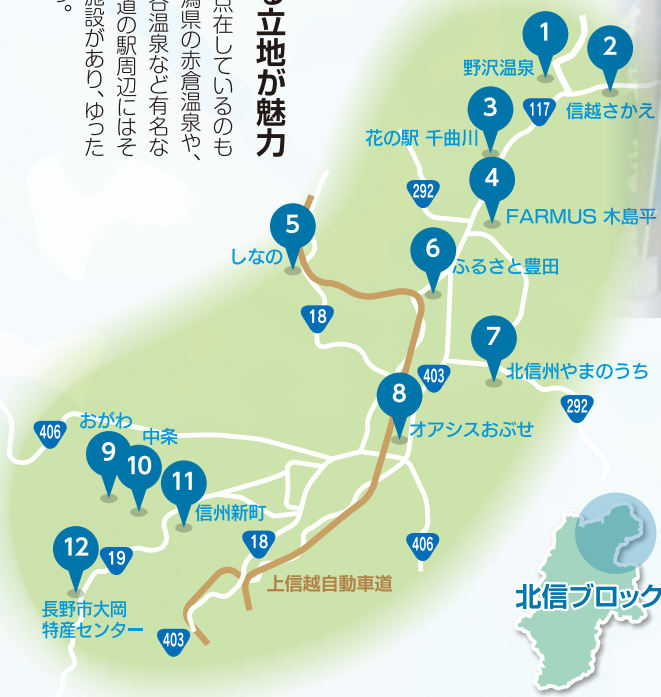 る立地が魅力
点在しているのも
潟県の赤倉温泉や、
谷温泉など有名な
道の駅周辺にはそ
施設があり、ゆった
す。
1
野沢温泉
2
信越さかえ
3
花の駅 千曲川
117
4
FARMUS 木島平
292
5
しなの
6
ふるさと豊田
18
7
北信州やまのうち
403
292
8
オアシスおぶせ
406
おがわ
9
中条
10
11
信州新町
12
19
長野市大岡
特産センター
18
406
上信越自動車道
403
北信ブロック